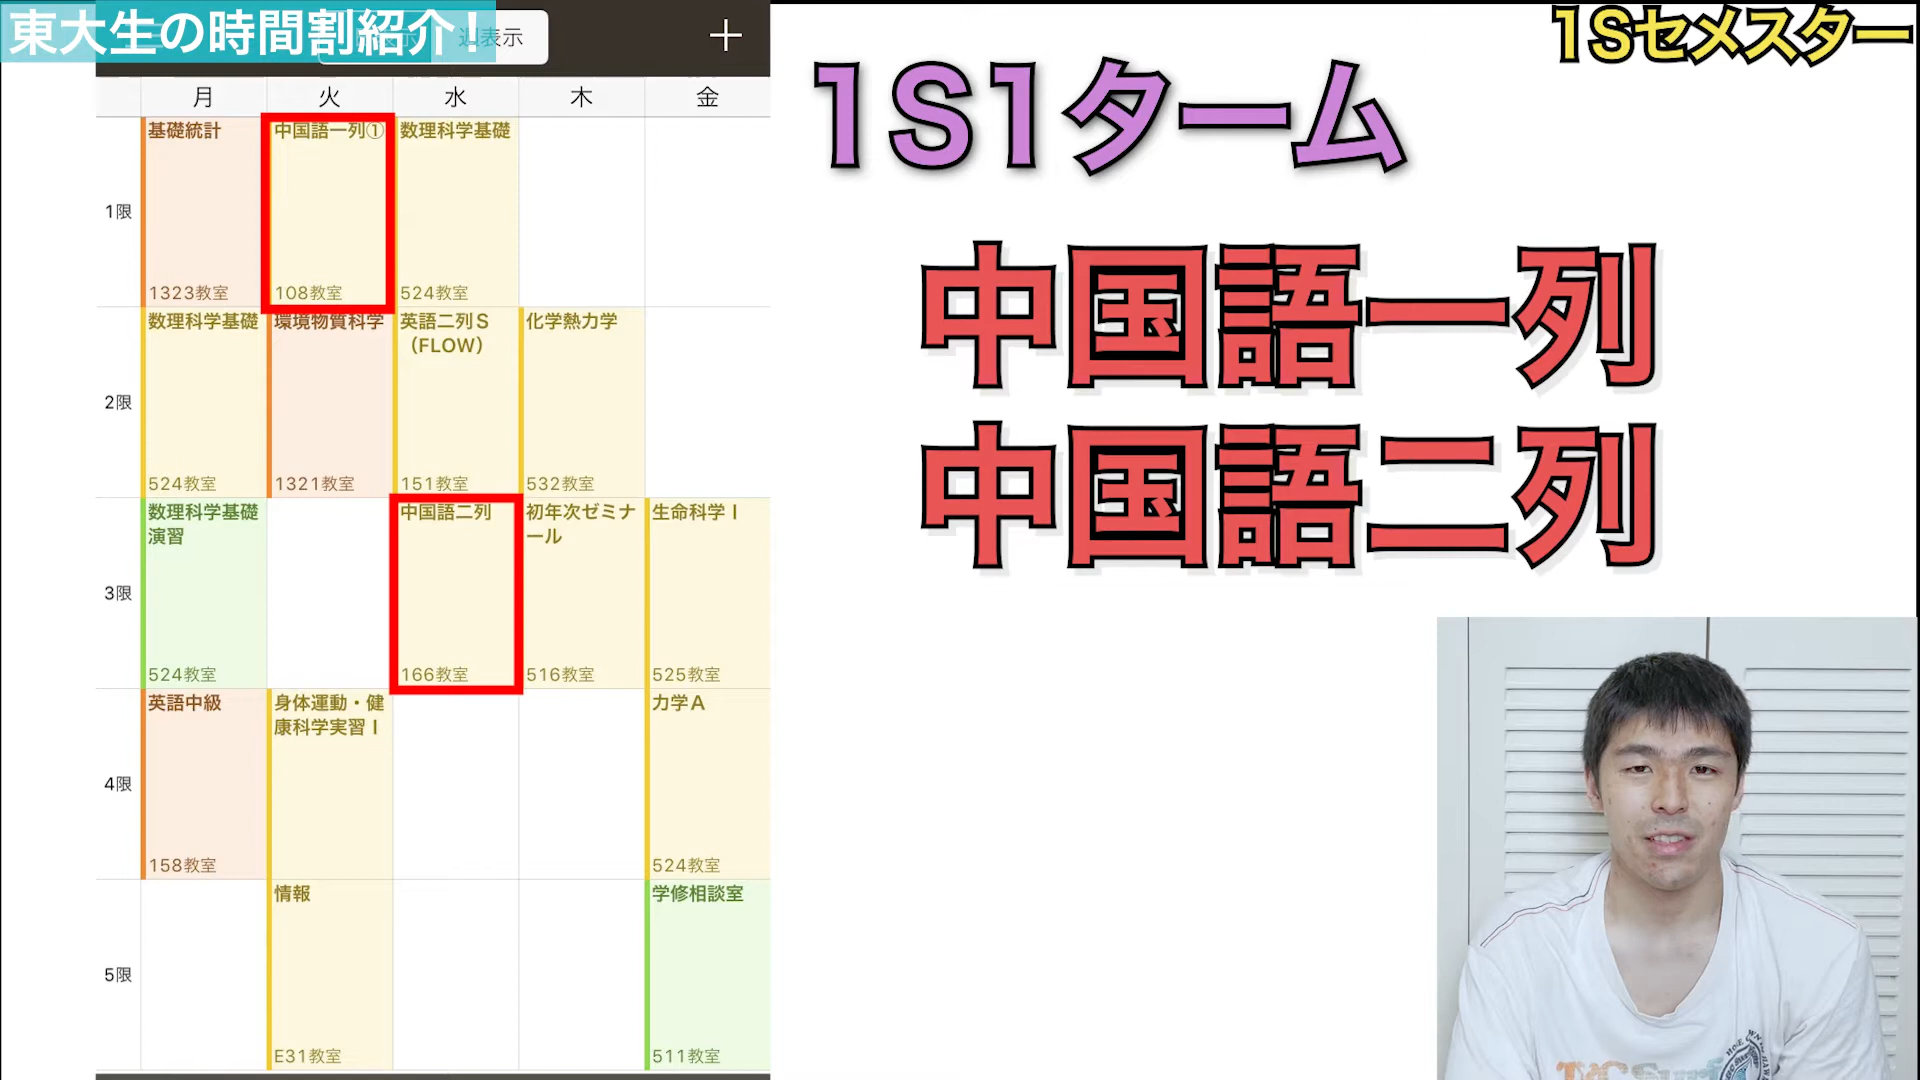 東大生の時間割紹介！
週表示
+
1Sセメスター
1S1ターム
中国語一列
中国語二列
月 火 水 木 金
1限
基礎統計
1323教室
中国語一列①
108教室
数理科学基礎
524教室
2限
数理科学基礎
524教室
環境物質科学
1321教室
英語二列S
（FLOW）
151教室
化学熱力学
532教室
3限
数理科学基礎
演習
524教室
中国語二列
166教室
初年次ゼミナ
ール
516教室
生命科学Ⅰ
525教室
4限
英語中級
158教室
身体運動・健
康科学実習Ⅰ
力学A
524教室
5限
情報
E31教室
学修相談室
511教室